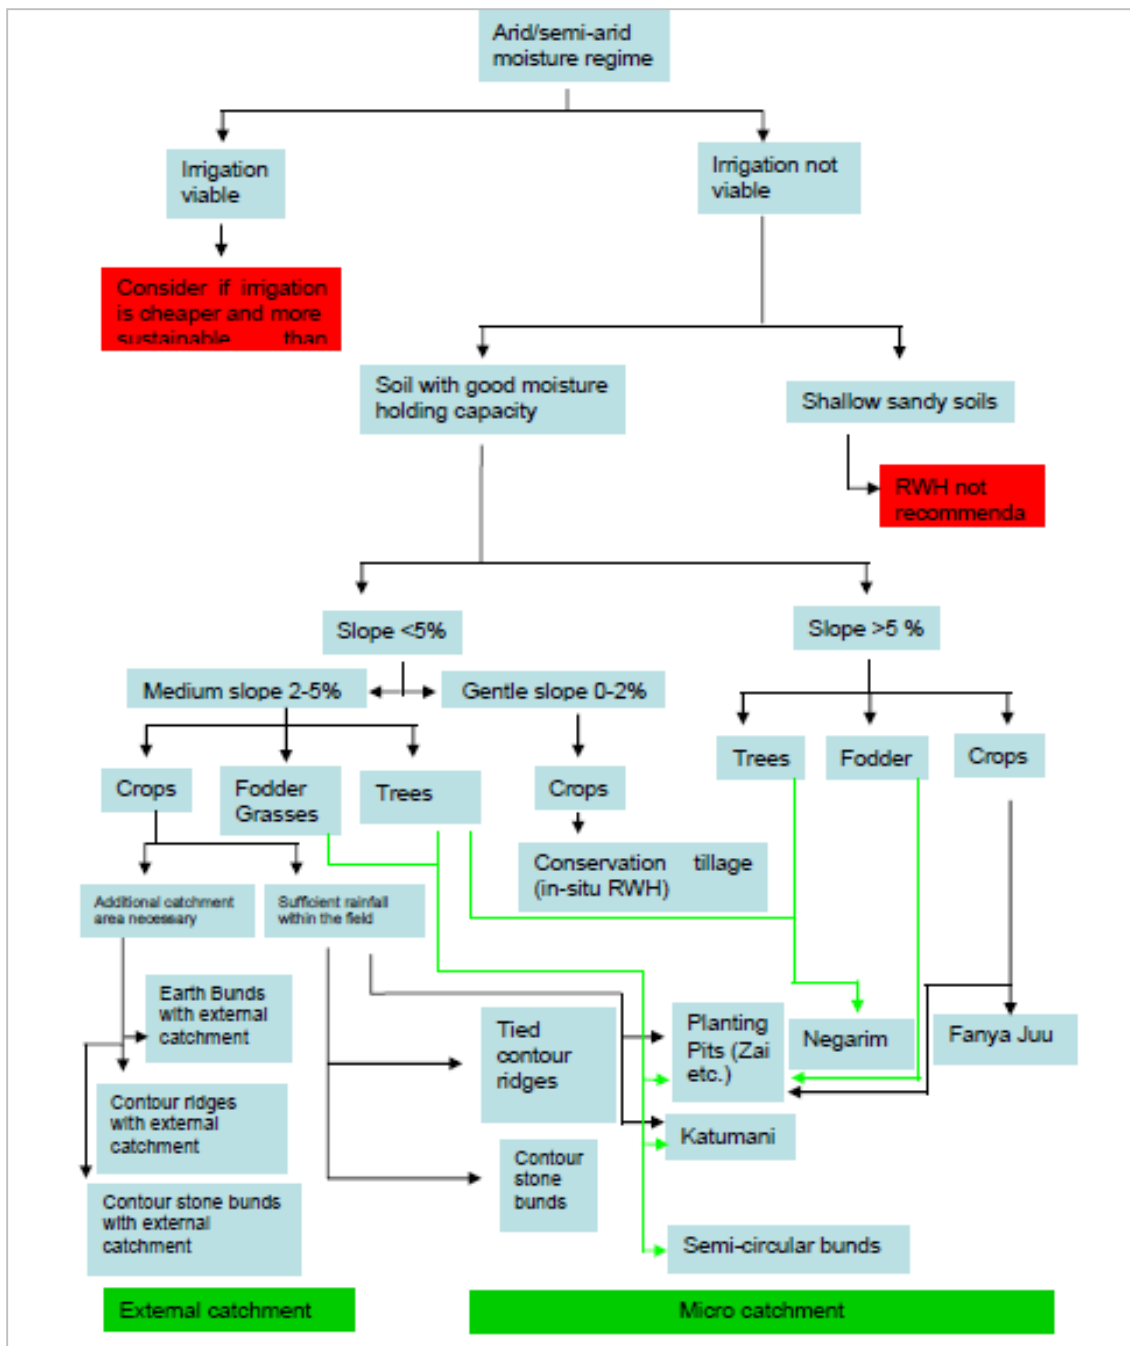 Arid/semi-arid
moisture regime
Irrigation
viable
Irrigation not
viable
Consider if irrigation
is cheaper and more
sustainable than
Soil with good moisture
holding capacity
Shallow sandy soils
RWH not
recommenda
Slope <5%
Slope >5 %
Medium slope 2-5%
Gentle slope 0-2%
Crops
Fodder
Grasses
Trees
Crops
Trees
Fodder
Crops
Conservation tillage
(in-situ RWH)
Additional catchment
area necessary
Sufficient rainfall
within the field
Earth Bunds
with external
catchment
Contour ridges
with external
catchment
Contour stone bunds
with external
catchment
Tied
contour
ridges
Contour
stone
bunds
Planting
Pits (Zai
etc.)
Negarim
Fanya Juu
Katumani
Semi-circular bunds
External catchment
Micro catchment